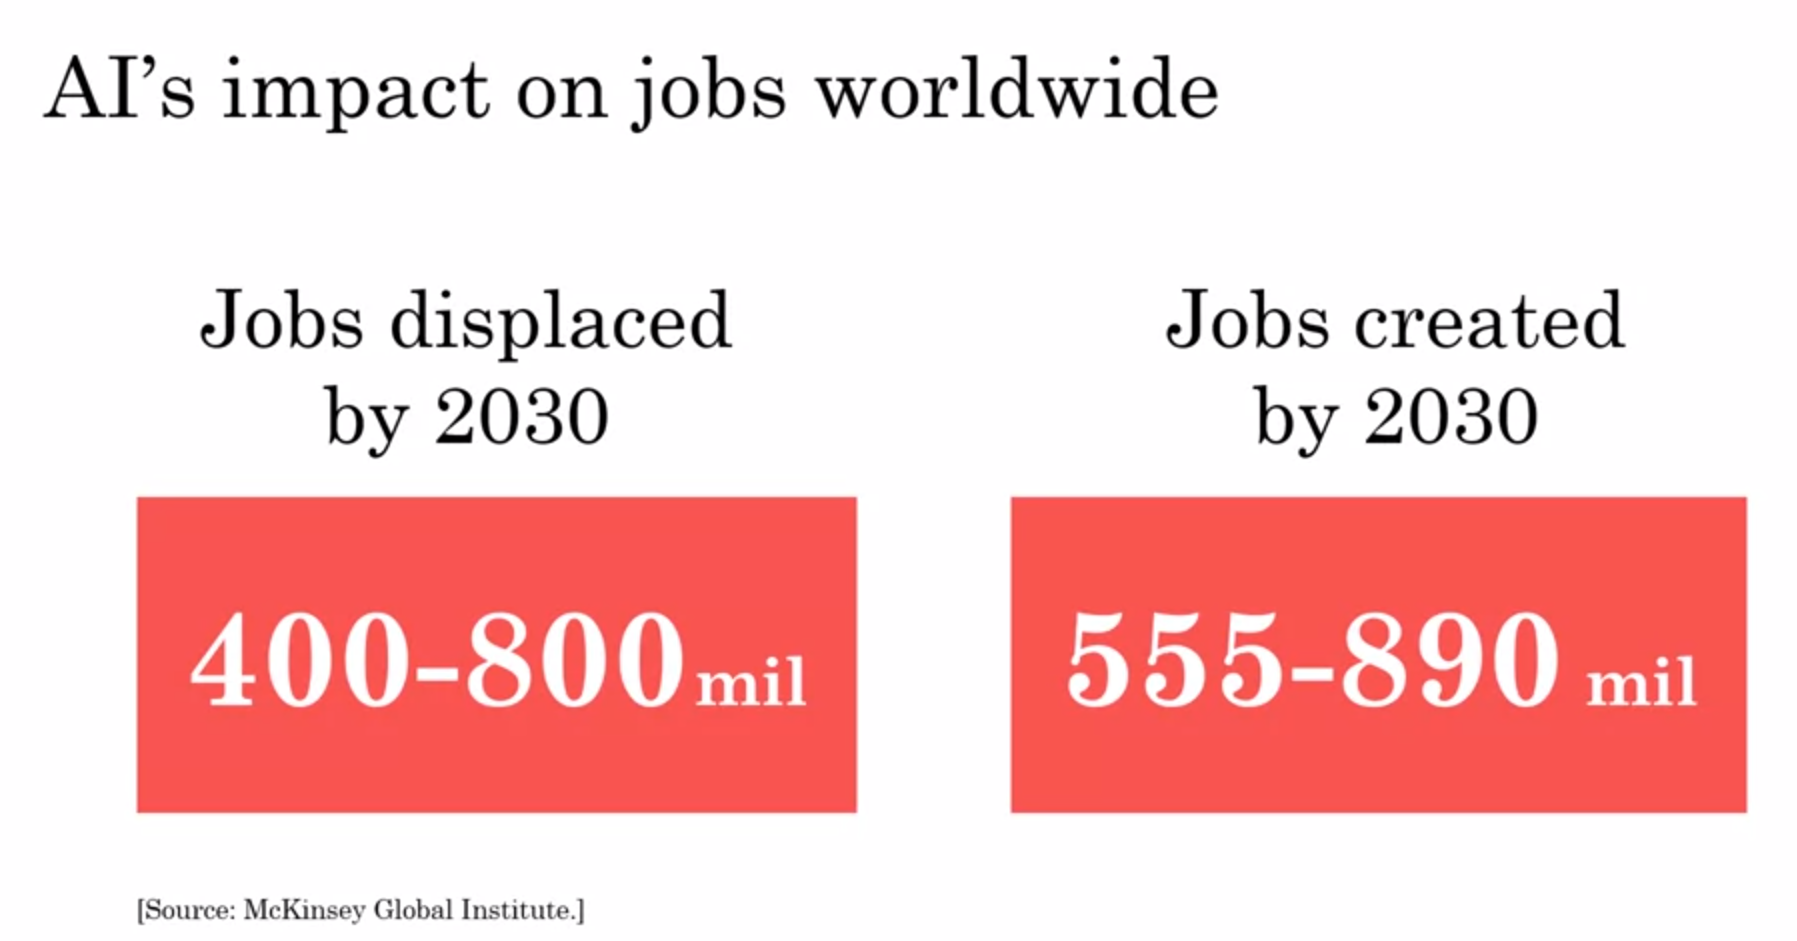 AI’s impact on jobs worldwide
Jobs displaced
by 2030
400-800 mil
Jobs created
by 2030
555-890 mil
[Source: McKinsey Global Institute.]